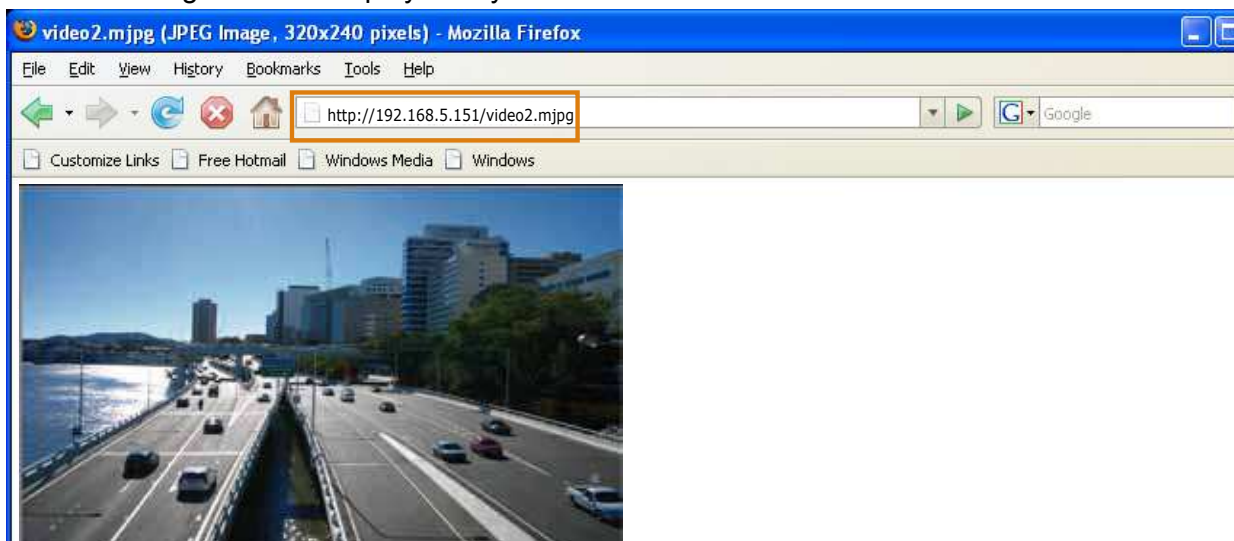 video2.mjpg (JPEG Image, 320x240 pixels) - Mozilla Firefox
File Edit View History Bookmarks Tools Help
http://192.168.5.151/video2.mjpg G Google
Customize Links Free Hotmail Windows Media Windows